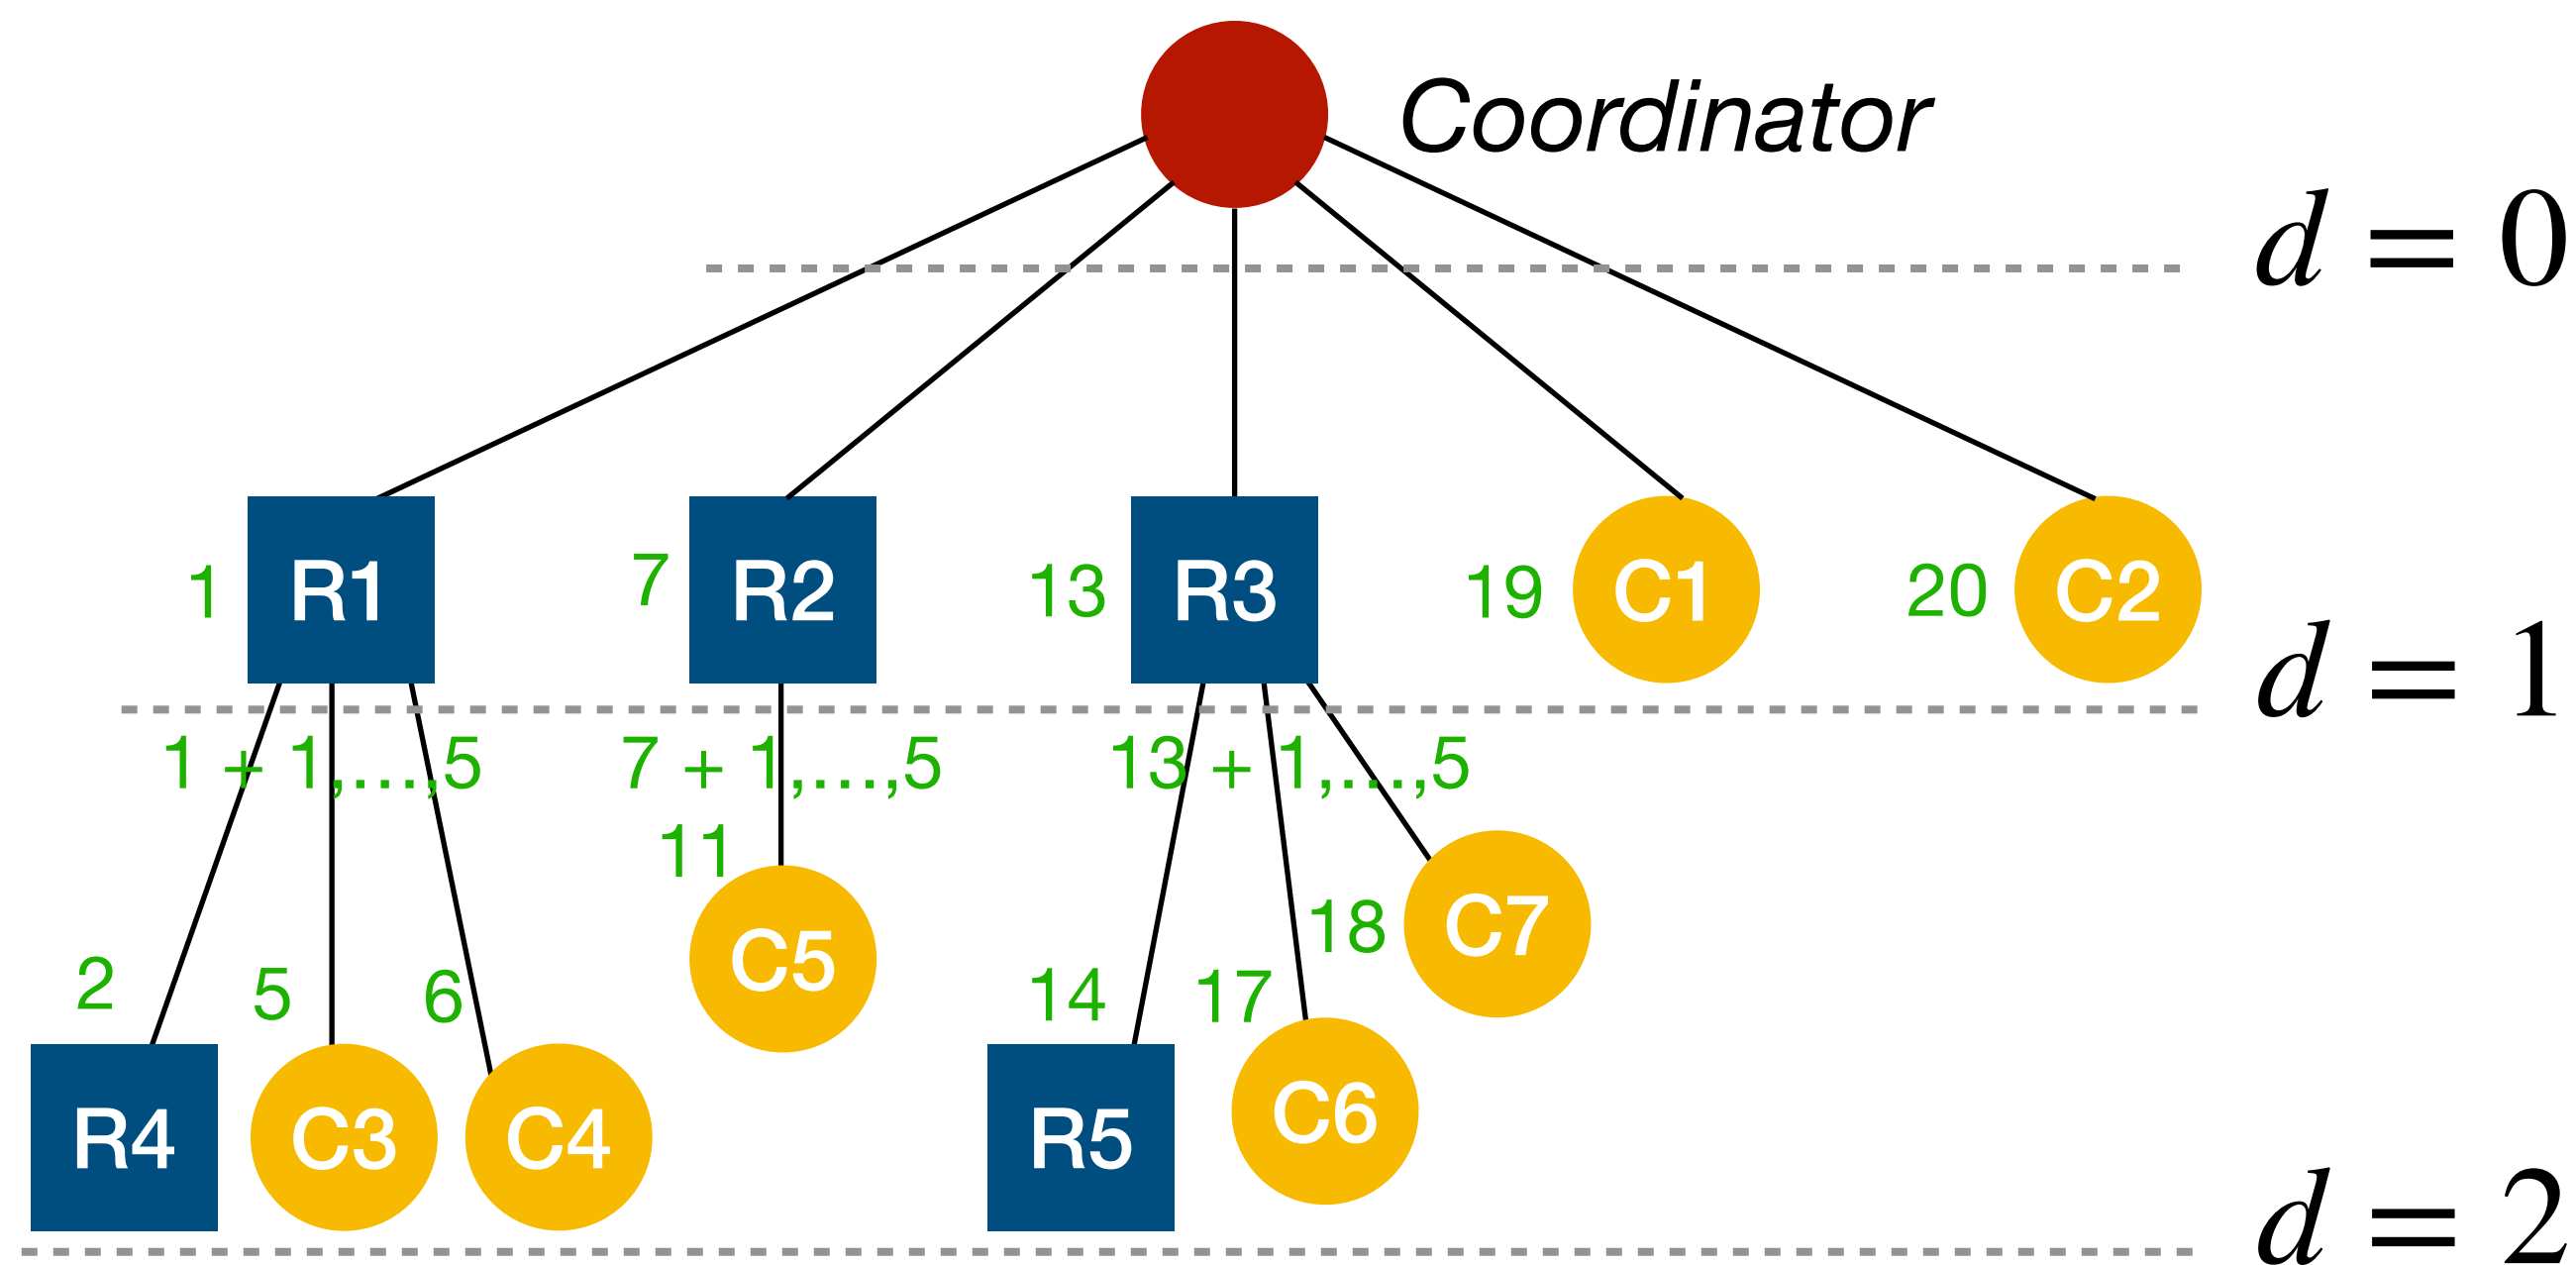 Coordinator
d = 0
1 R1 7 R2 13 R3 19 C1 20 C2
d = 1
1 + 1,...,5 7 + 1,...,5 13 + 1,...,5
11
C5
18 C7
2 5 6 14 17
R4 C3 C4 R5 C6
d = 2